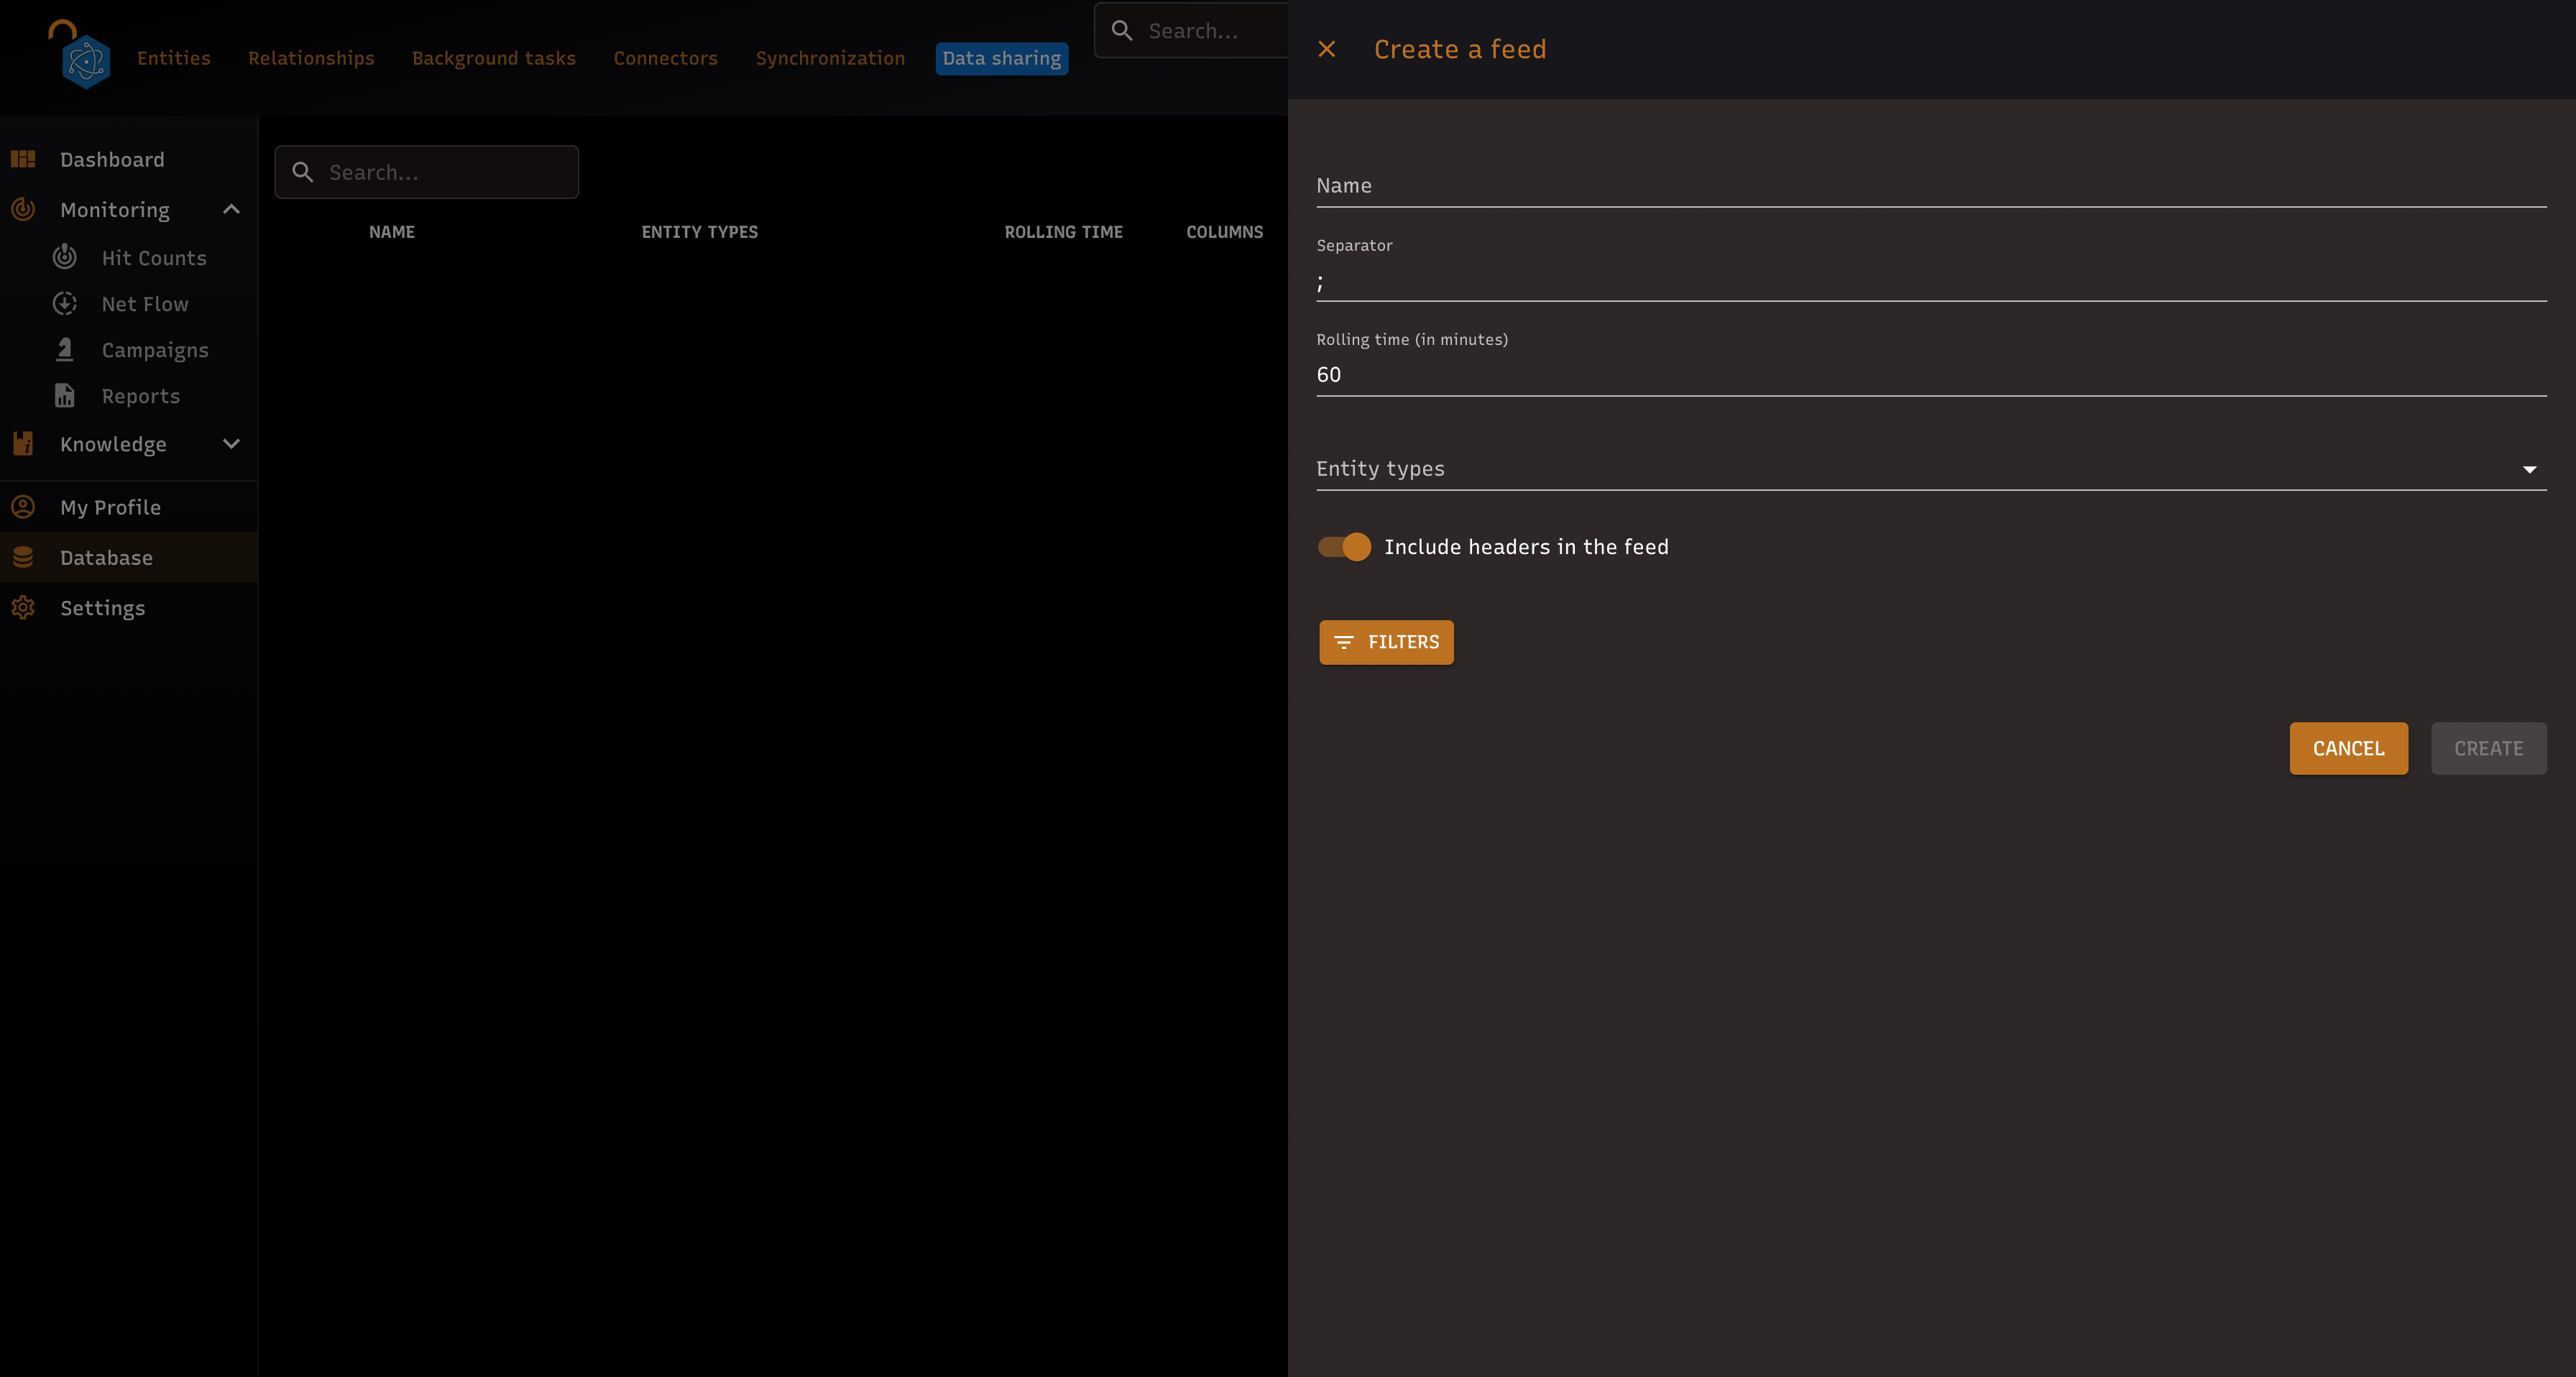 Entities Relationships Background tasks Connectors Synchronization Data sharing Search...
Dashboard
Monitoring
Hit Counts
Net Flow
Campaigns
Reports
Knowledge
My Profile
Database
Settings
Search...
NAME ENTITY TYPES ROLLING TIME COLUMNS
Create a feed
Name
Separator
;
Rolling time (in minutes)
60
Entity types
Include headers in the feed
FILTERS
CANCEL CREATE